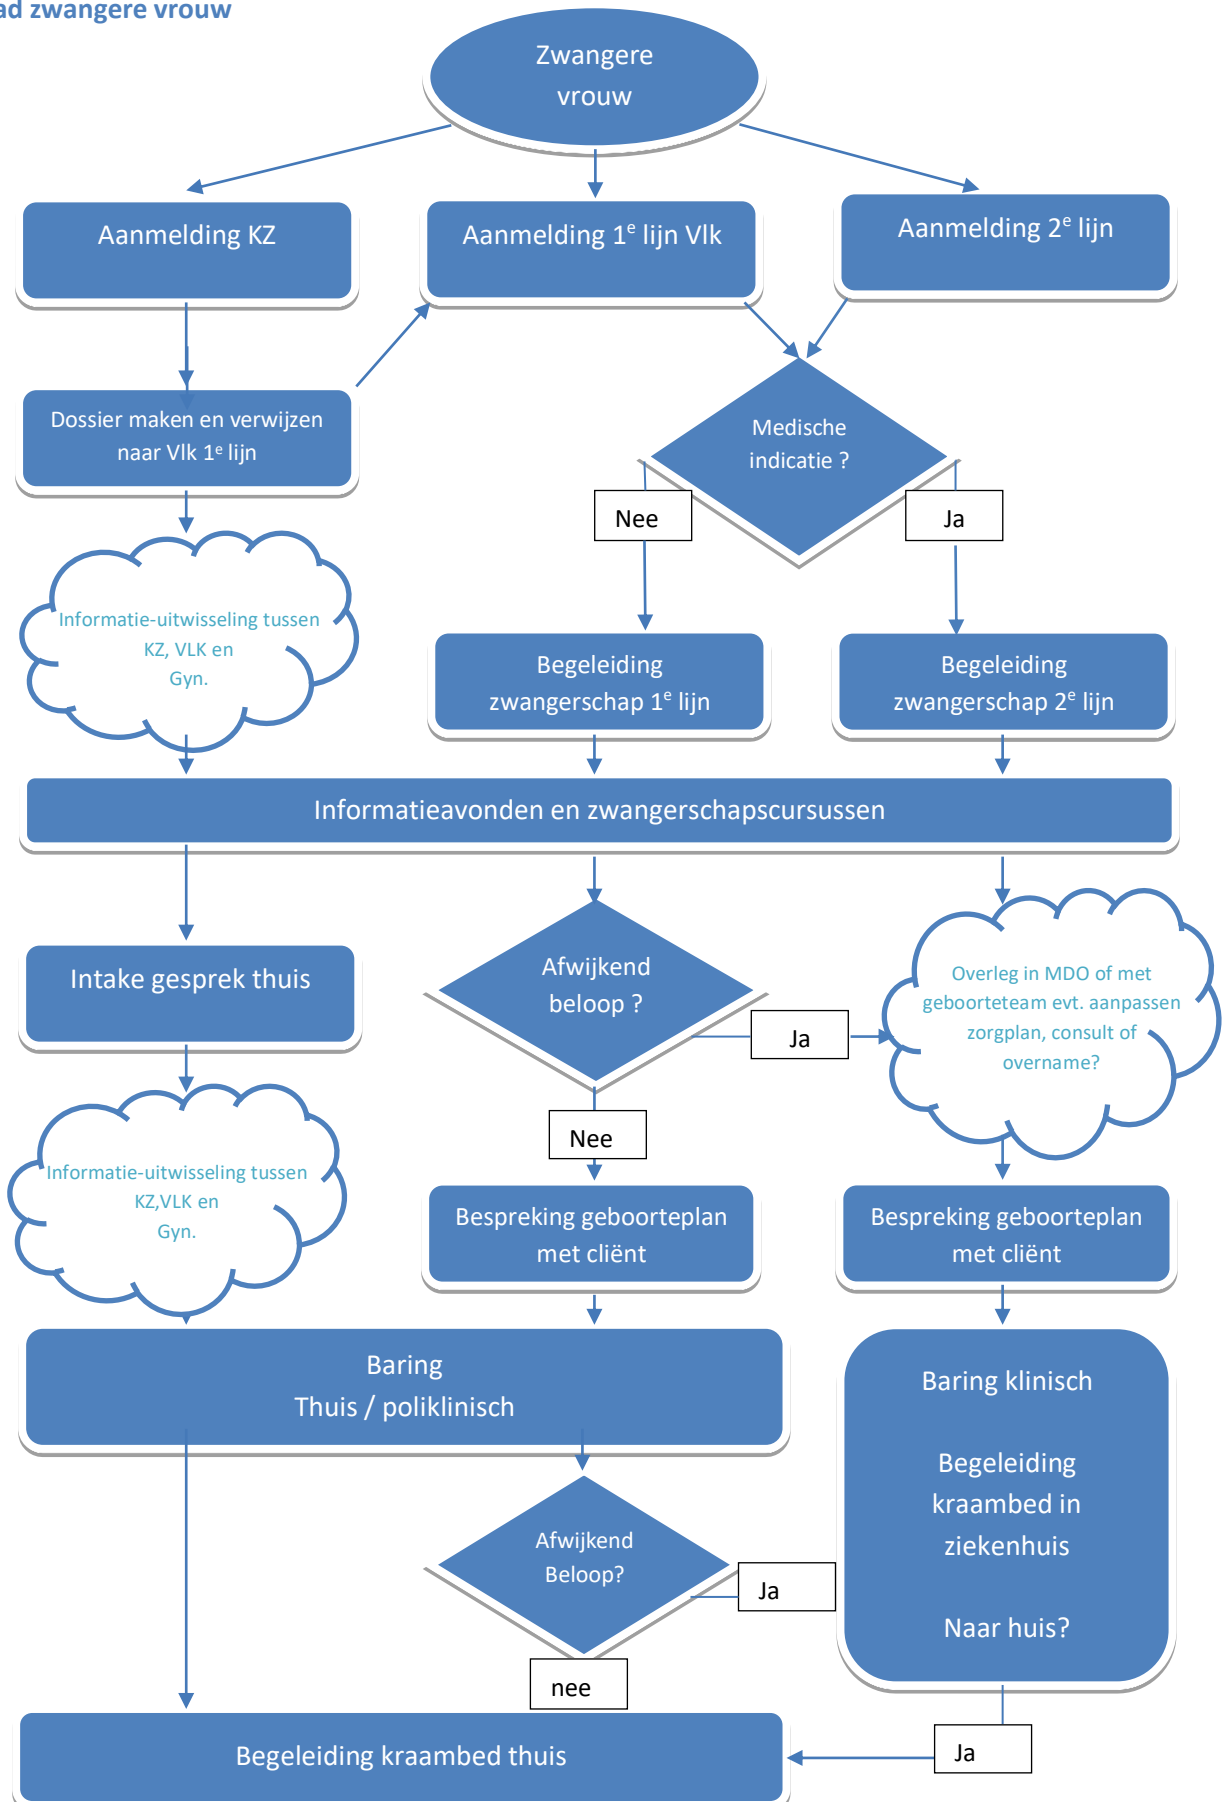 ad zwangere vrouw
Zwangere
vrouw
Aanmelding KZ
Aanmelding 1e lijn Vlk
Aanmelding 2e lijn
Dossier maken en verwijzen
naar Vlk 1e lijn
Medische
indicatie ?
Nee
Ja
Informatie-uitwisseling tussen
KZ, VLK en
Gyn.
Begeleiding
zwangerschap 1e lijn
Begeleiding
zwangerschap 2e lijn
Informatieavonden en zwangerschapscursussen
Intake gesprek thuis
Afwijkend
beloop ?
Ja
Overleg in MDO of met
geboorteteam evt. aanpassen
zorgplan, consult of
overname?
Nee
Informatie-uitwisseling tussen
KZ,VLK en
Gyn.
Bespreking geboorteplan
met cliënt
Bespreking geboorteplan
met cliënt
Baring
Thuis / poliklinisch
Baring klinisch
Begeleiding
kraambed in
ziekenhuis
Naar huis?
Afwijkend
Beloop?
Ja
nee
Begeleiding kraambed thuis
Ja